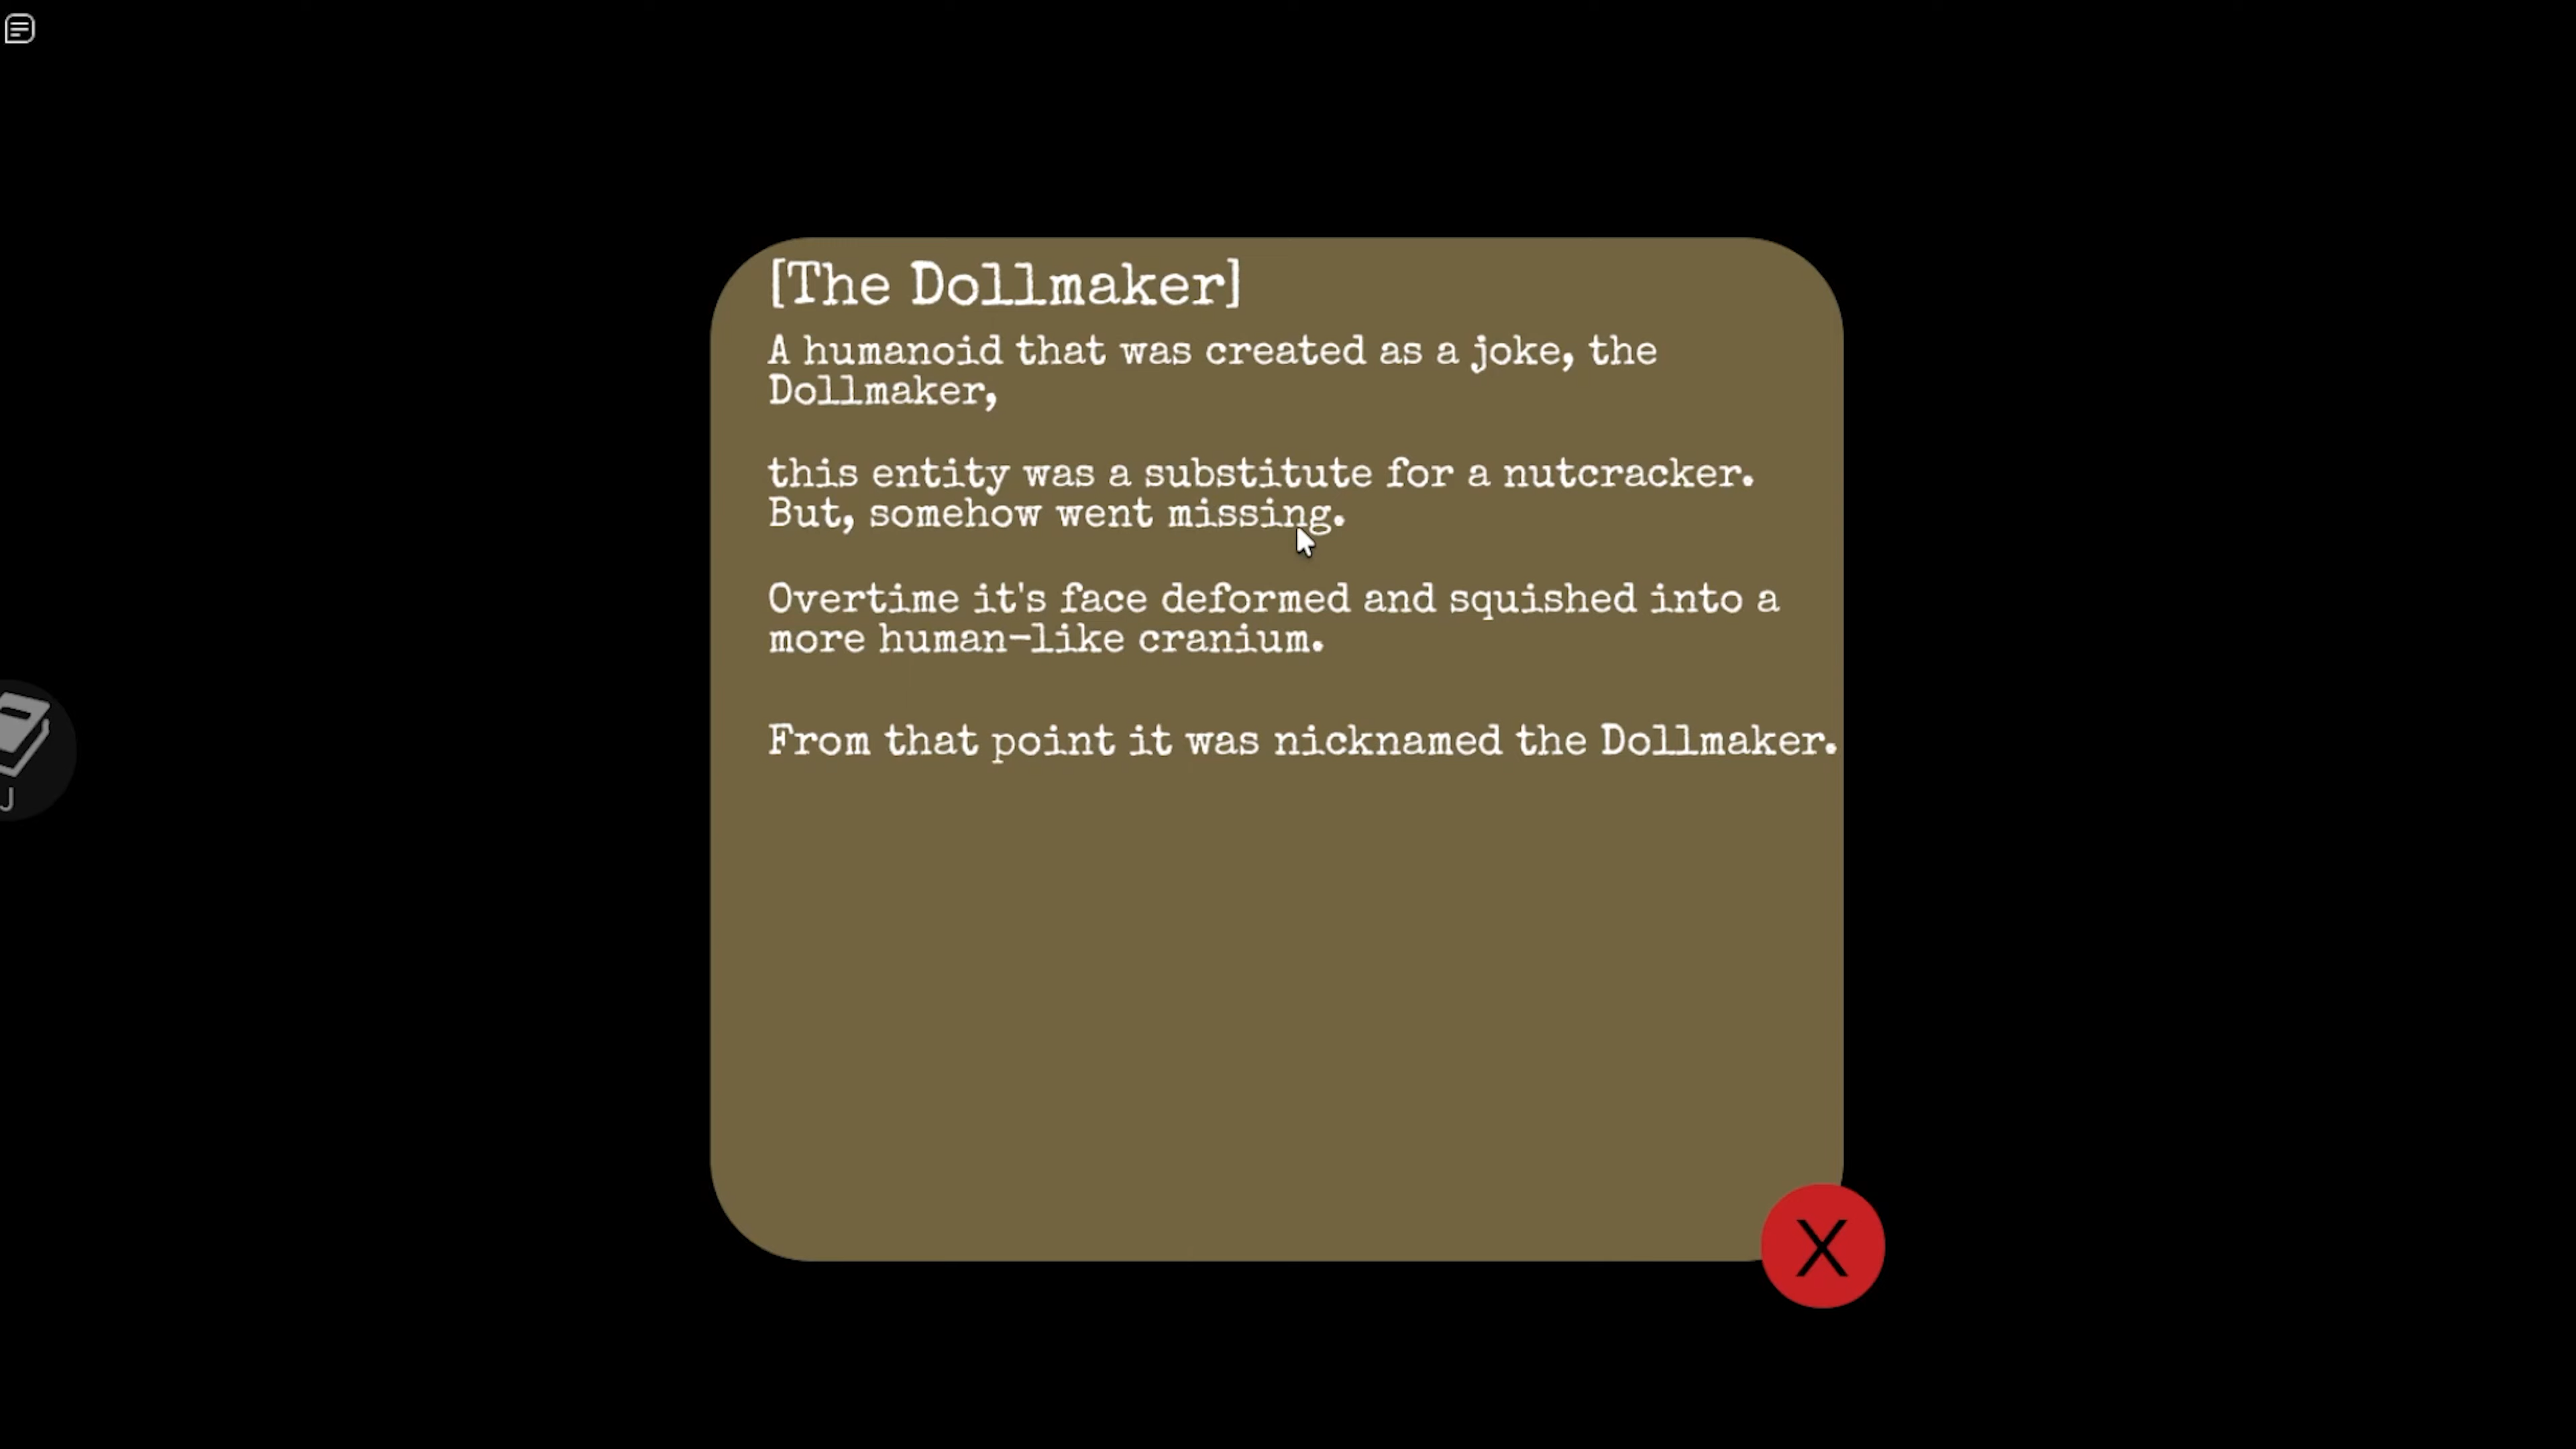 [The Dollmaker]
A humanoid that was created as a joke, the
Dollmaker,
this entity was a substitute for a nutcracker.
But, somehow went missing.
Overtime it's face deformed and squished into a
more human-like cranium.
From that point it was nicknamed the Dollmaker.
J
X